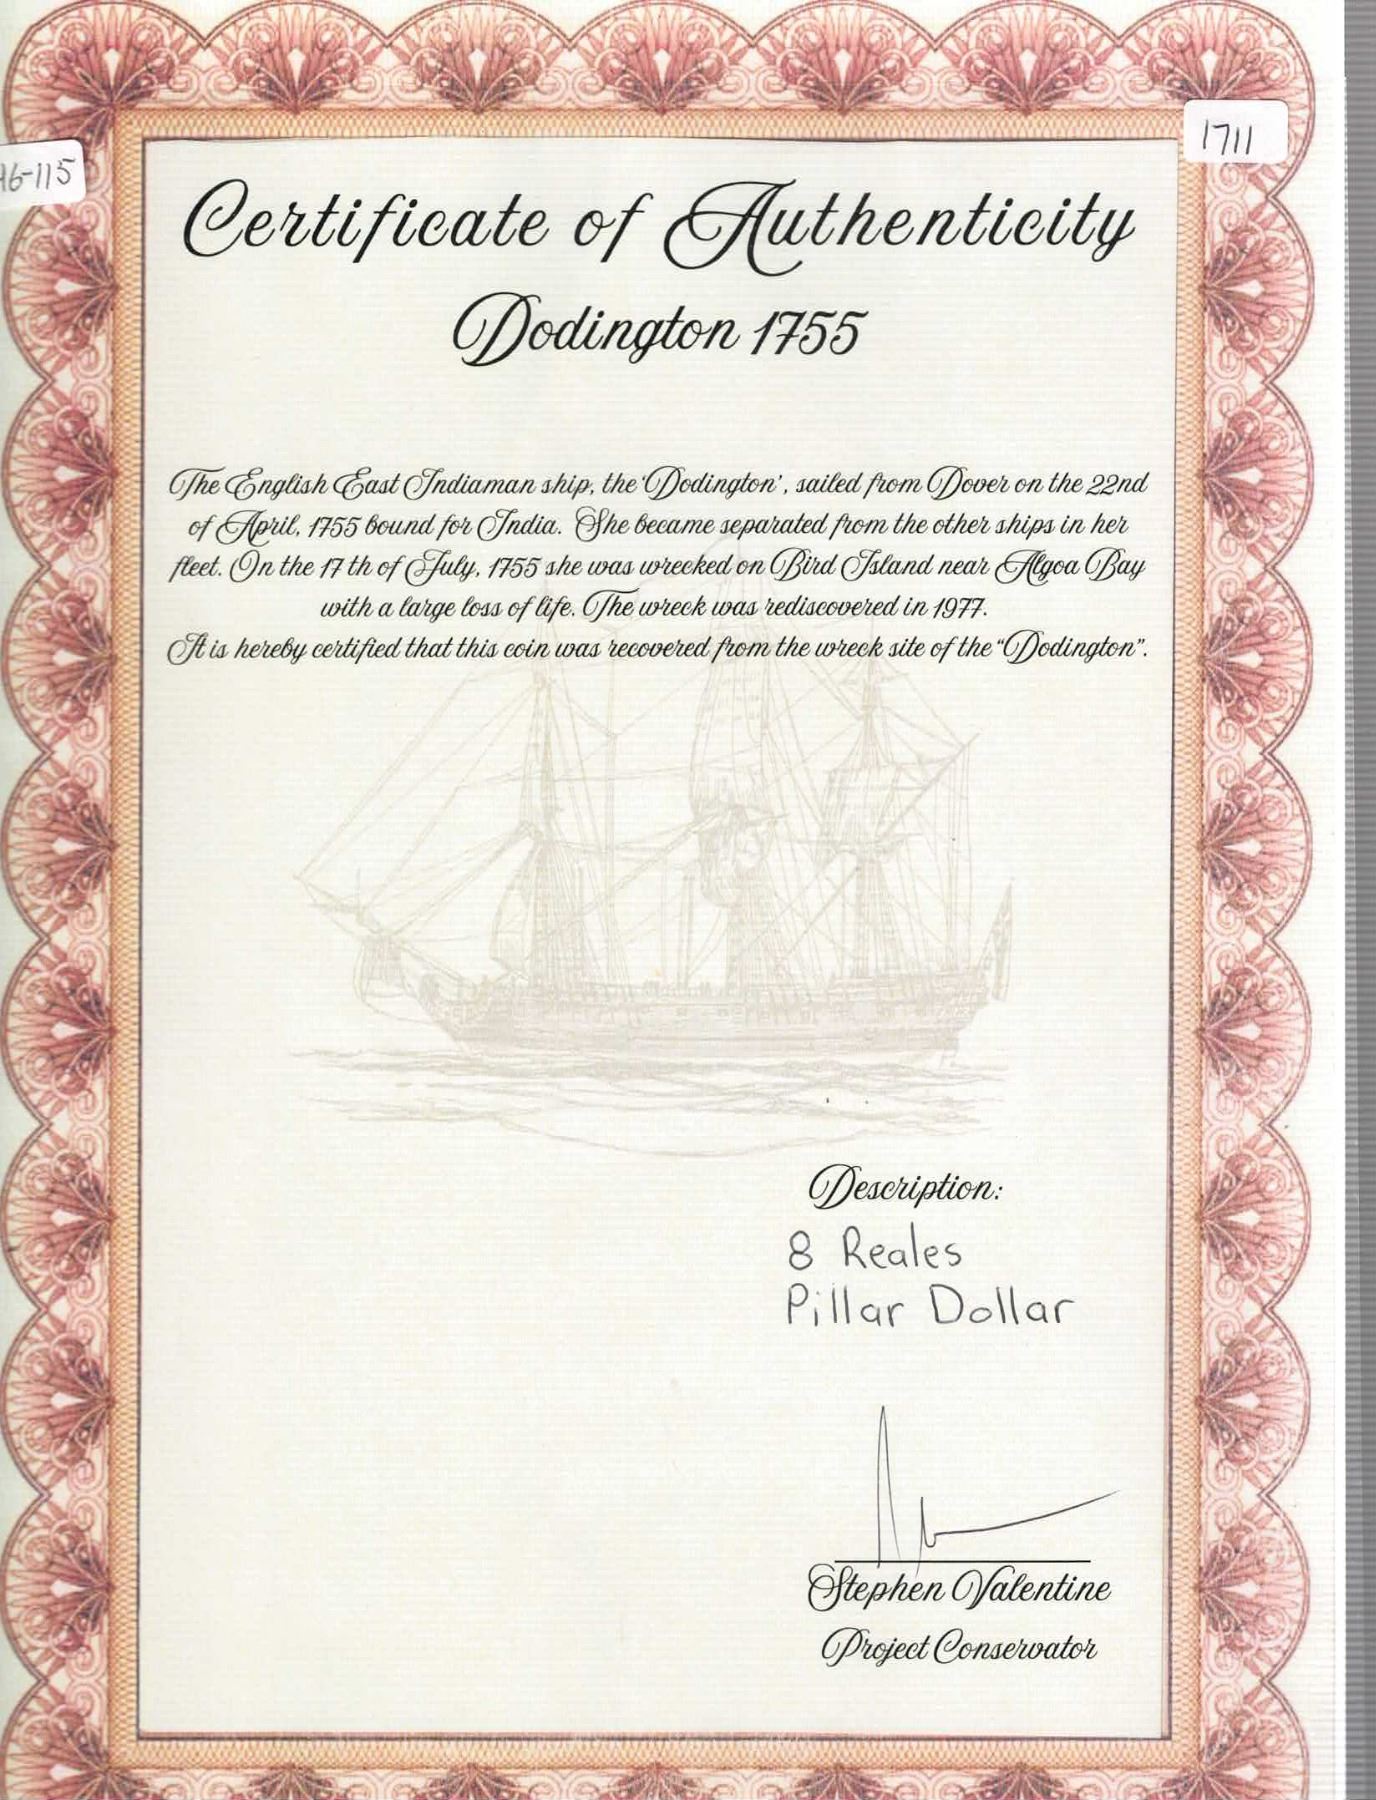 1711
46-115
Certificate of Authenticity
Dodington 1755
The English East Indiaman ship, the 'Dodington', sailed from Dover on the 22nd
of April, 1755 bound for India. She became separated from the other ships in her
fleet. On the 17 th of July, 1755 she was wrecked on Bird Island near Algoa Bay
with a large loss of life. The wreck was rediscovered in 1977.
It is hereby certified that this coin was recovered from the wreck site of the "Dodington".
Description:
8 Reales
Pillar Dollar
Stephen Valentine
Project Conservator